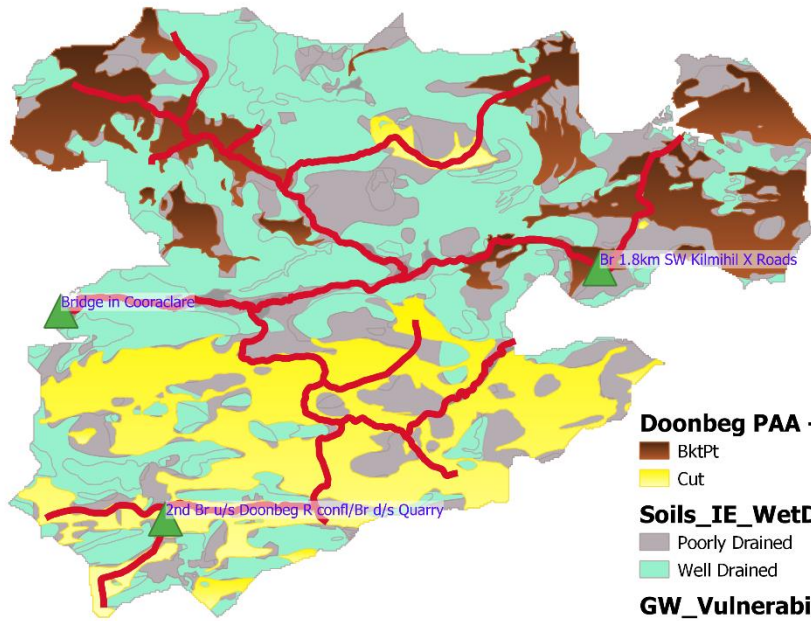 Br 1.8km SW Kilmihil X Roads
Bridge in Cooraclare
Doonbeg PAA -
BktPt
Cut
2nd Br u/s Doonbeg R confl/Br d/s Quarry
Soils_IE_WetD
Poorly Drained
Well Drained
GW_Vulnerabi